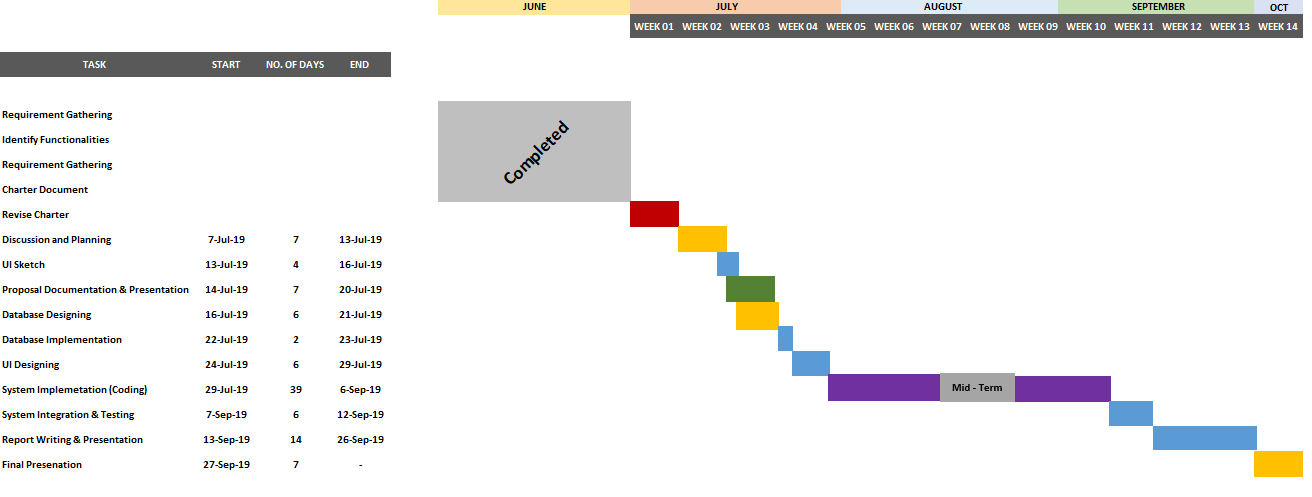 JUNE JULY AUGUST SEPTEMBER OCT
WEEK 01 WEEK 02 WEEK 03 WEEK 04 WEEK 05 WEEK 06 WEEK 07 WEEK 08 WEEK 09 WEEK 10 WEEK 11 WEEK 12 WEEK 13 WEEK 14
TASK START NO. OF DAYS END
Requirement Gathering
Identify Functionalities
Completed
Requirement Gathering
Charter Document
Revise Charter
Discussion and Planning 7-Jul-19 7 13-Jul-19
UI Sketch 13-Jul-19 4 16-Jul-19
Proposal Documentation & Presentation 14-Jul-19 7 20-Jul-19
Database Designing 16-Jul-19 6 21-Jul-19
Database Implementation 22-Jul-19 2 23-Jul-19
UI Designing 24-Jul-19 6 29-Jul-19
System Implemetation (Coding) 29-Jul-19 39 6-Sep-19 Mid - Term
System Integration & Testing 7-Sep-19 6 12-Sep-19
Report Writing & Presentation 13-Sep-19 14 26-Sep-19
Final Presenation 27-Sep-19 7 -